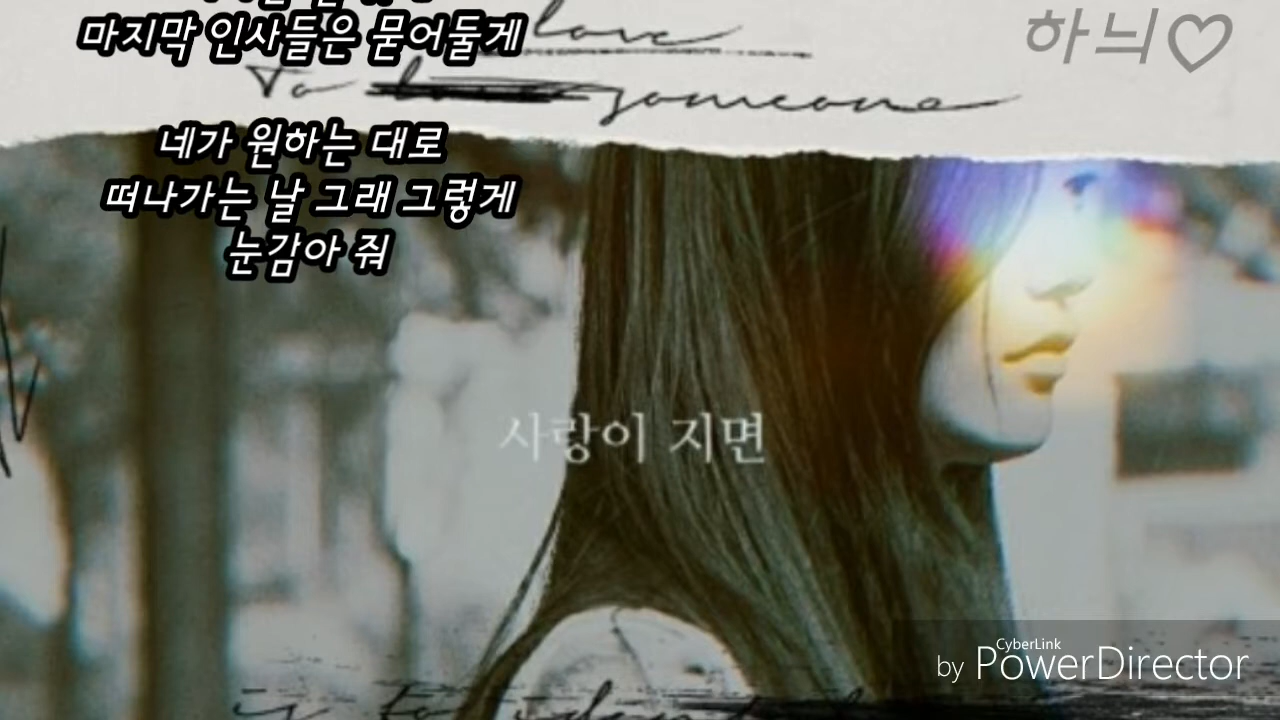 love
하늬♡
마지막 인사들은 묻어둘게
To someone
네가 원하는 대로
떠나가는 날 그래 그렇게
눈감아 줘
사랑이 지면
CyberLink
by PowerDirector